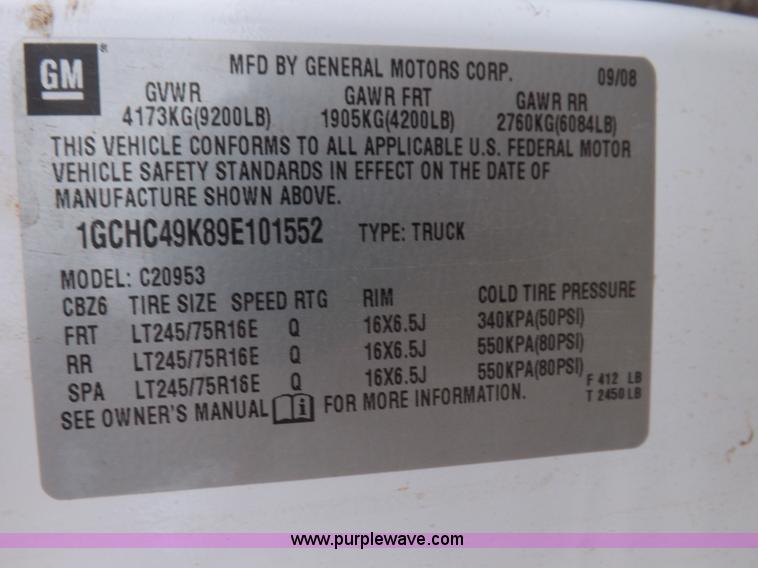 GM
MFD BY GENERAL MOTORS CORP. 09/08
GVWR GAWR FRT GAWR RR
4173KG(9200LB) 1905KG(4200LB) 2760KG(6084LB)
THIS VEHICLE CONFORMS TO ALL APPLICABLE U.S. FEDERAL MOTOR
VEHICLE SAFETY STANDARDS IN EFFECT ON THE DATE OF
MANUFACTURE SHOWN ABOVE.
1GCHC49K89E101552 TYPE: TRUCK
MODEL: C20953
CBZ6 TIRE SIZE SPEED RTG RIM COLD TIRE PRESSURE
FRT LT245/75R16E Q 16X6.5J 340KPA(50PSI)
RR LT245/75R16E Q 16X6.5J 550KPA(80PSI)
SPA LT245/75R16E Q 16X6.5J 550KPA(80PSI) F 412 LB
SEE OWNER'S MANUAL i FOR MORE INFORMATION. T 2450 LB
www.purplewave.com